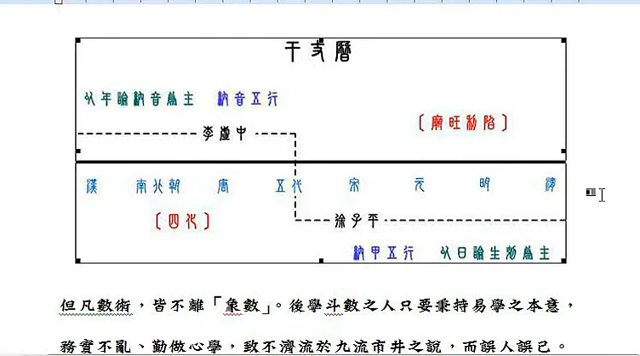 干支曆
以年論納音為主 納音五行
〔廟旺利陷〕
李虛中
漢 南北朝 唐 五代 宋 元 明 清
〔四化〕
徐子平
納甲五行 以日論生剋為主
但凡數術，皆不離「象數」。後學斗數之人只要秉持易學之本意，
務實不亂、勤做心學，致不濟流於九流市井之說，而誤人誤己。